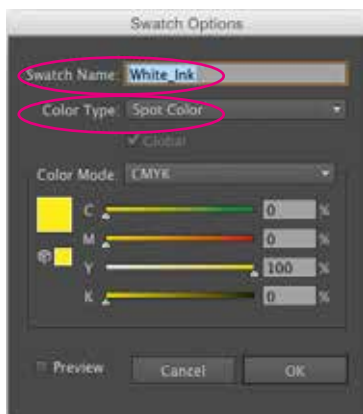 Swatch Options
Swatch Name: White_Ink
Color Type: Spot Color
Global
Color Mode: CMYK
C 0 %
M 0 %
Y 100 %
K 0 %
Preview Cancel OK